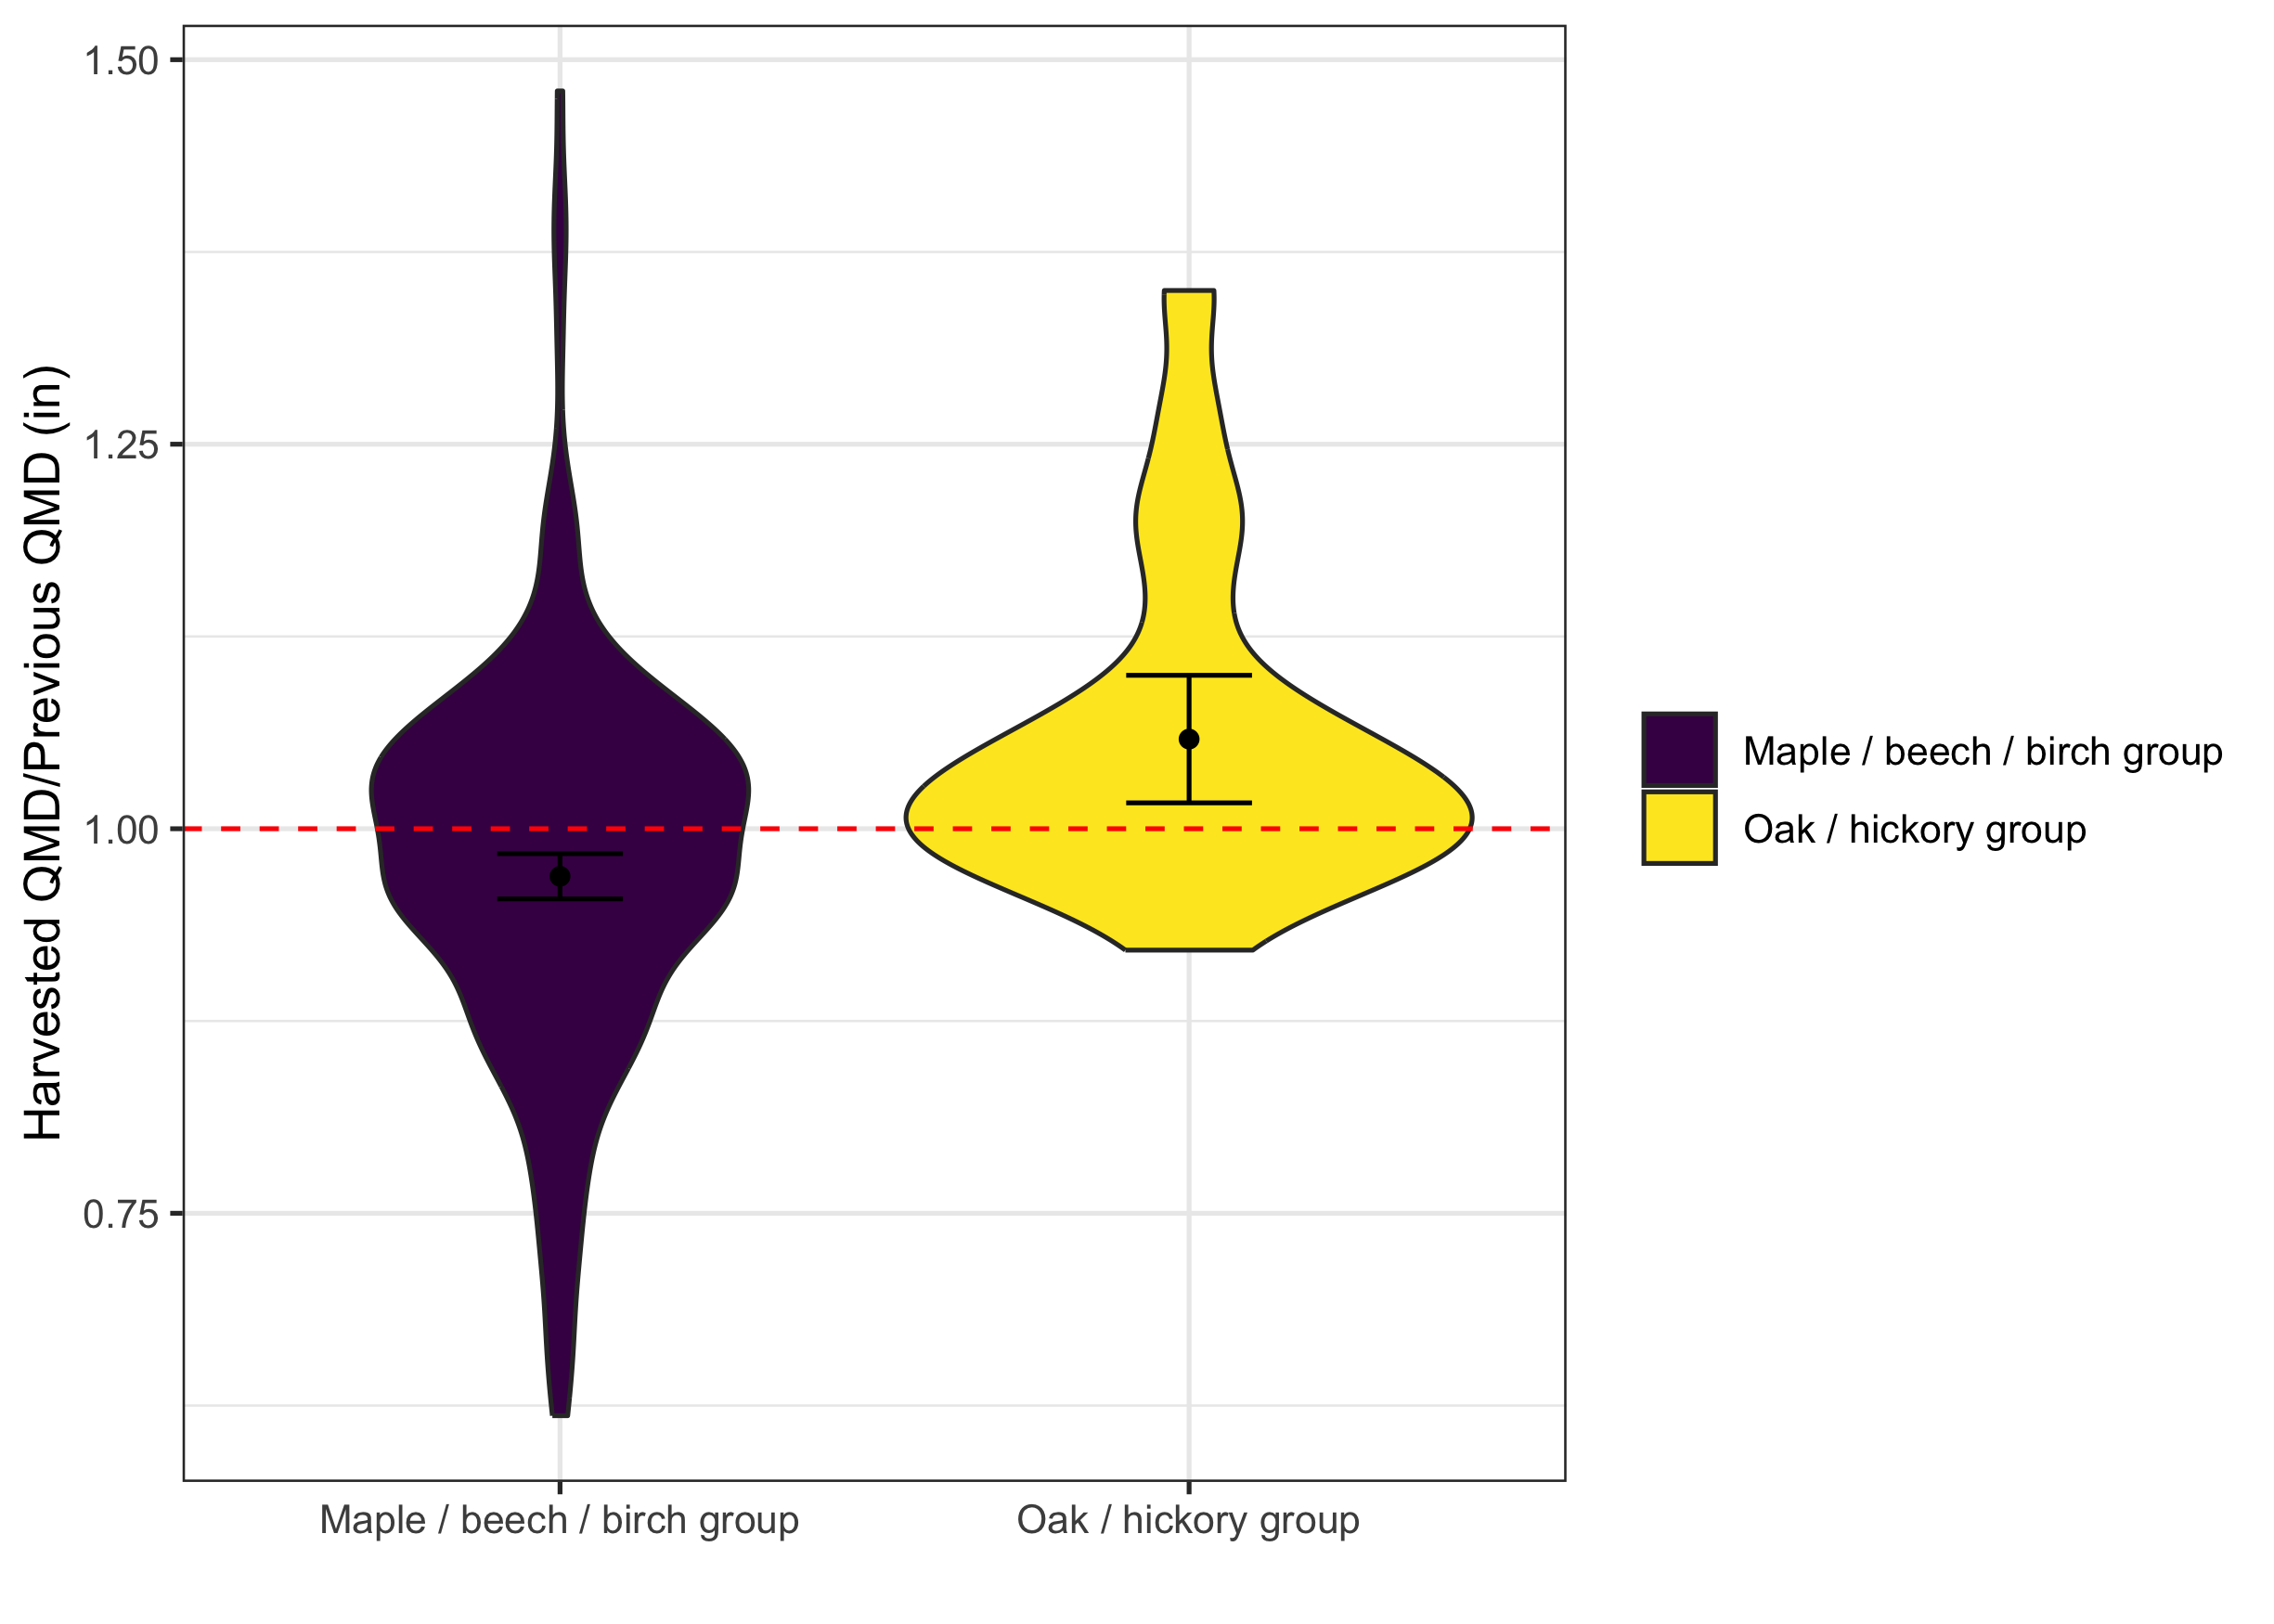 Harvested QMD/Previous QMD (in)
1.50
1.25
1.00
0.75
Maple / beech / birch group
Oak / hickory group
Maple / beech / birch group
Oak / hickory group